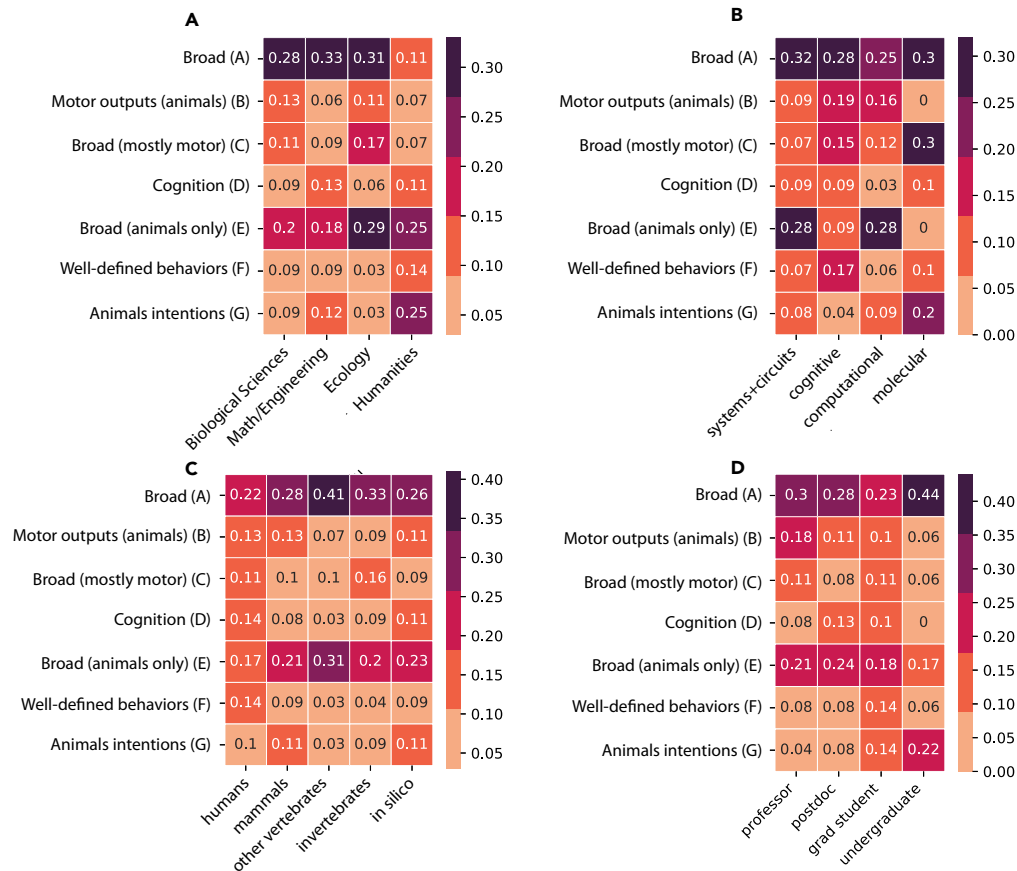 A
Broad (A) 0.28 0.33 0.31 0.11
Motor outputs (animals) (B) 0.13 0.06 0.11 0.07
Broad (mostly motor) (C) 0.11 0.09 0.17 0.07
Cognition (D) 0.09 0.13 0.06 0.11
Broad (animals only) (E) 0.2 0.18 0.29 0.25
Well-defined behaviors (F) 0.09 0.09 0.03 0.14
Animals intentions (G) 0.09 0.12 0.03 0.25
0.30
0.25
0.20
0.15
0.10
0.05
Biological Sciences
Math/Engineering
Ecology
Humanities
B
Broad (A) 0.32 0.28 0.25 0.3
Motor outputs (animals) (B) 0.09 0.19 0.16 0
Broad (mostly motor) (C) 0.07 0.15 0.12 0.3
Cognition (D) 0.09 0.09 0.03 0.1
Broad (animals only) (E) 0.28 0.09 0.28 0
Well-defined behaviors (F) 0.07 0.17 0.06 0.1
Animals intentions (G) 0.08 0.04 0.09 0.2
0.30
0.25
0.20
0.15
0.10
0.05
0.00
systems+circuits
cognitive
computational
molecular
C
Broad (A) 0.22 0.28 0.41 0.33 0.26
Motor outputs (animals) (B) 0.13 0.13 0.07 0.09 0.11
Broad (mostly motor) (C) 0.11 0.1 0.1 0.16 0.09
Cognition (D) 0.14 0.08 0.03 0.09 0.11
Broad (animals only) (E) 0.17 0.21 0.31 0.2 0.23
Well-defined behaviors (F) 0.14 0.09 0.03 0.04 0.09
Animals intentions (G) 0.1 0.11 0.03 0.09 0.11
0.40
0.35
0.30
0.25
0.20
0.15
0.10
0.05
humans
mammals
other vertebrates
invertebrates
in silico
D
Broad (A) 0.3 0.28 0.23 0.44
Motor outputs (animals) (B) 0.18 0.11 0.1 0.06
Broad (mostly motor) (C) 0.11 0.08 0.11 0.06
Cognition (D) 0.08 0.13 0.1 0
Broad (animals only) (E) 0.21 0.24 0.18 0.17
Well-defined behaviors (F) 0.08 0.08 0.14 0.06
Animals intentions (G) 0.04 0.08 0.14 0.22
0.40
0.35
0.30
0.25
0.20
0.15
0.10
0.05
0.00
professor
postdoc
grad student
undergraduate